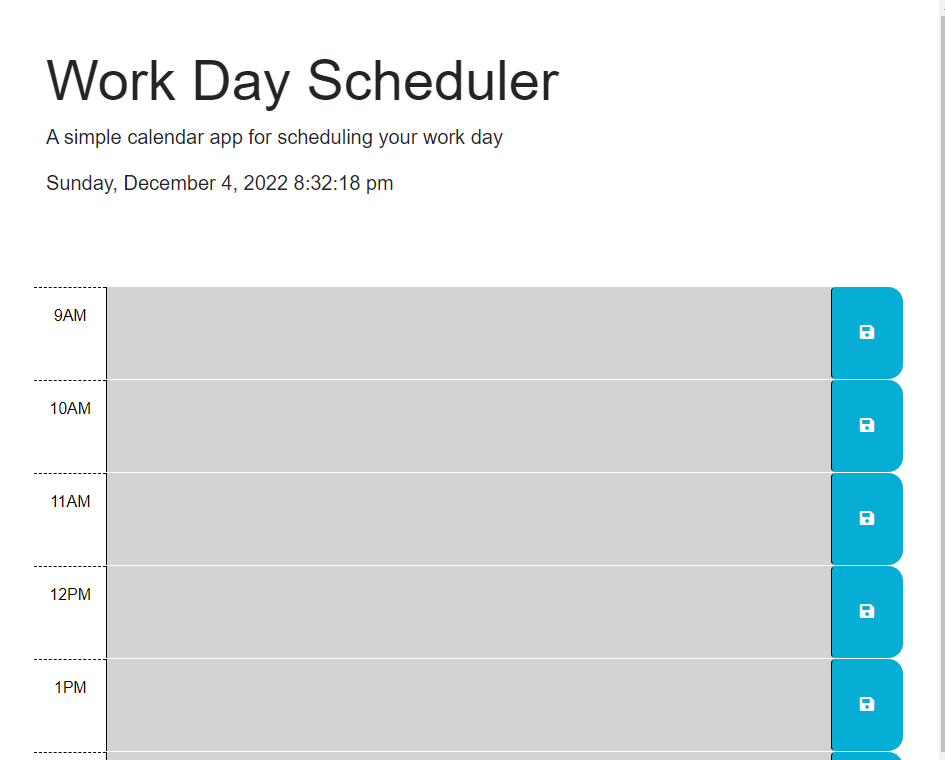 Work Day Scheduler
A simple calendar app for scheduling your work day
Sunday, December 4, 2022 8:32:18 pm
9AM
10AM
11AM
12PM
1PM